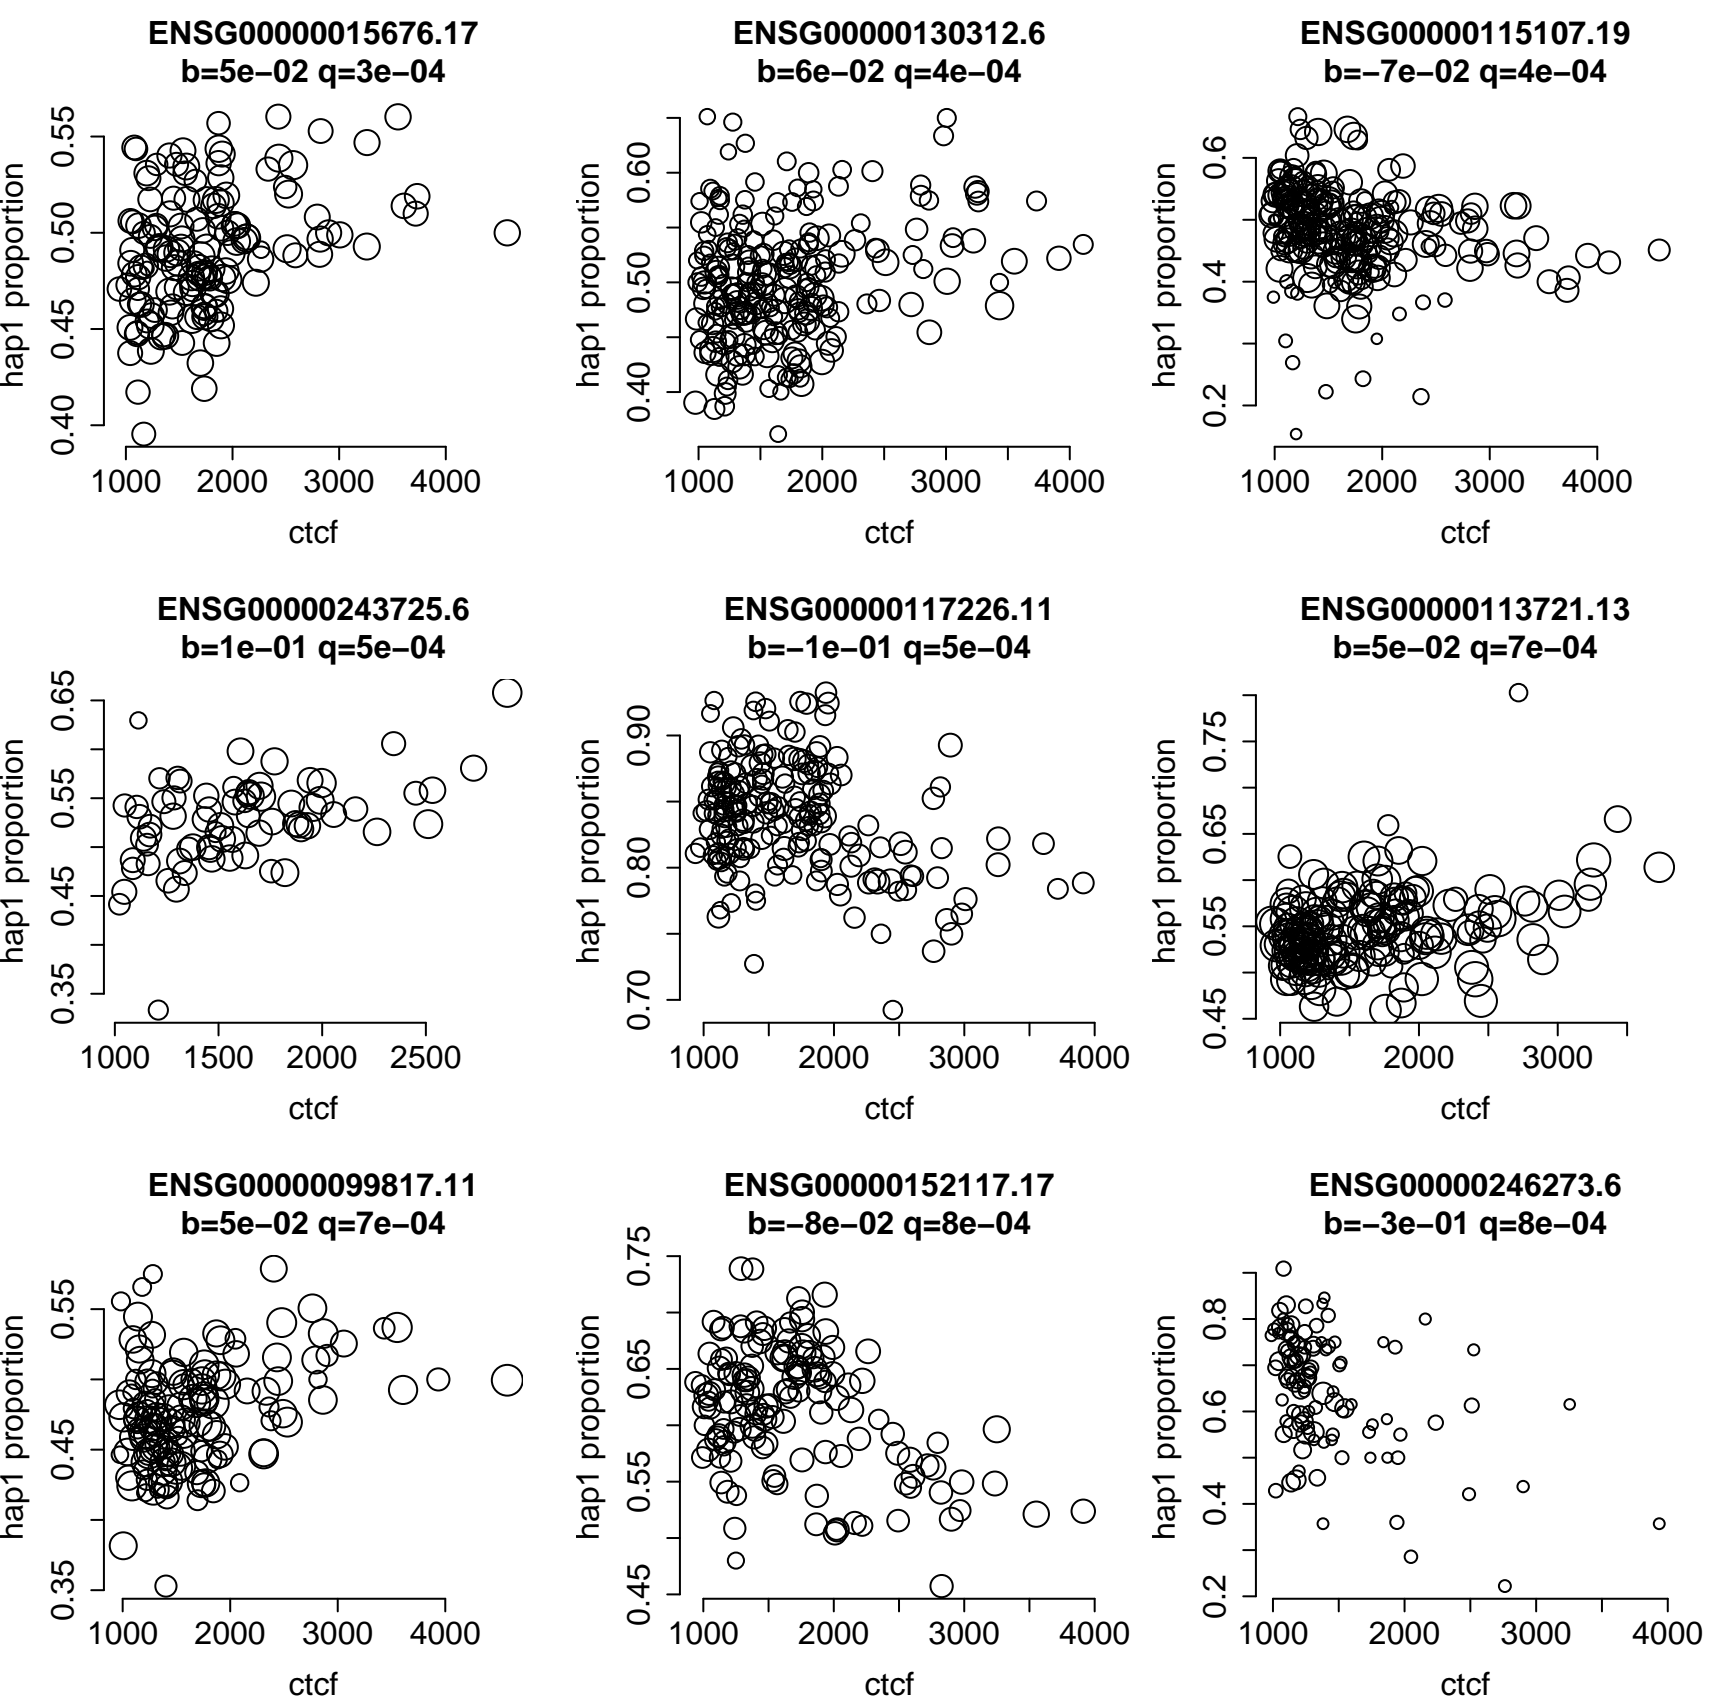 ENSG00000015676.17
b=5e−02 q=3e−04
hap1 proportion
0.40 0.45 0.50 0.55
1000 2000 3000 4000
ctcf
ENSG00000130312.6
b=6e−02 q=4e−04
hap1 proportion
0.40 0.50 0.60
1000 2000 3000 4000
ctcf
ENSG00000115107.19
b=−7e−02 q=4e−04
hap1 proportion
0.2 0.4 0.6
1000 2000 3000 4000
ctcf
ENSG00000243725.6
b=1e−01 q=5e−04
hap1 proportion
0.35 0.45 0.55 0.65
1000 1500 2000 2500
ctcf
ENSG00000117226.11
b=−1e−01 q=5e−04
hap1 proportion
0.70 0.80 0.90
1000 2000 3000 4000
ctcf
ENSG00000113721.13
b=5e−02 q=7e−04
hap1 proportion
0.45 0.55 0.65 0.75
1000 2000 3000
ctcf
ENSG00000099817.11
b=5e−02 q=7e−04
hap1 proportion
0.35 0.45 0.55
1000 2000 3000 4000
ctcf
ENSG00000152117.17
b=−8e−02 q=8e−04
hap1 proportion
0.45 0.55 0.65 0.75
1000 2000 3000 4000
ctcf
ENSG00000246273.6
b=−3e−01 q=8e−04
hap1 proportion
0.2 0.4 0.6 0.8
1000 2000 3000 4000
ctcf